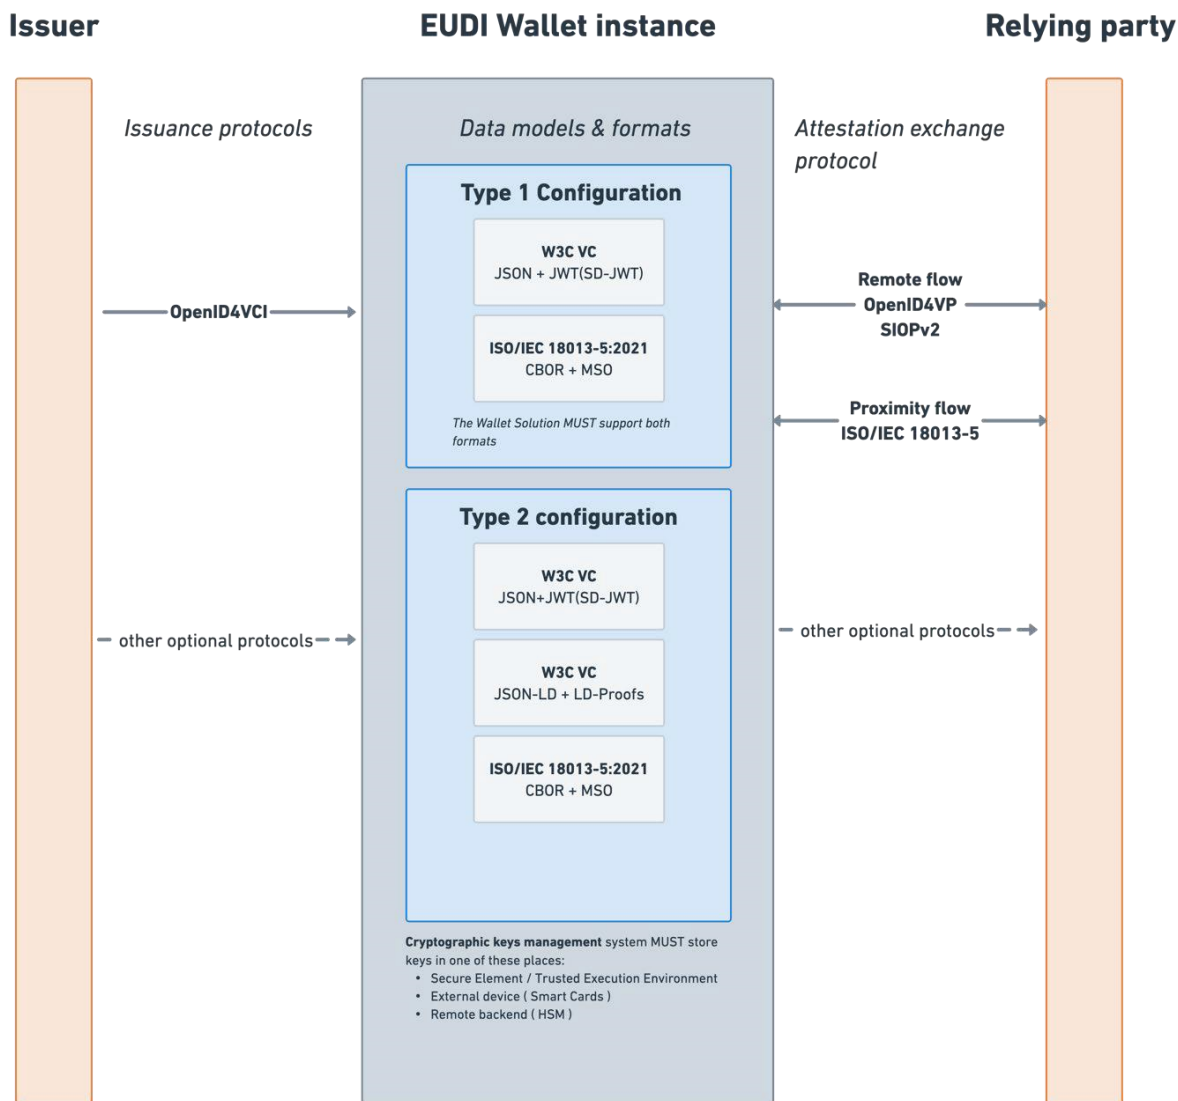 Issuer
EUDI Wallet instance
Relying party
Issuance protocols
Data models & formats
Attestation exchange
protocol
Type 1 Configuration
W3C VC
JSON + JWT(SD-JWT)
OpenID4VCI
Remote flow
OpenID4VP
SIOPv2
ISO/IEC 18013-5:2021
CBOR + MSO
Proximity flow
ISO/IEC 18013-5
The Wallet Solution MUST support both
formats
Type 2 configuration
W3C VC
JSON+JWT(SD-JWT)
other optional protocols
other optional protocols
W3C VC
JSON-LD + LD-Proofs
ISO/IEC 18013-5:2021
CBOR + MSO
Cryptographic keys management system MUST store
keys in one of these places:
• Secure Element / Trusted Execution Environment
• External device ( Smart Cards )
• Remote backend ( HSM )